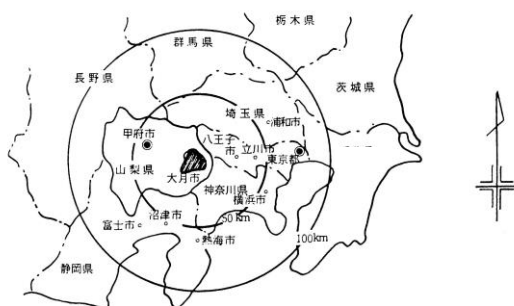 栃木県
群馬県
長野県
茨城県
埼玉県
浦和市
甲府市
八王子
市
立川市
東京都
山梨県
大月市
神奈川県
横浜市
沼津市
50km
富士市
熱海市
100km
静岡県